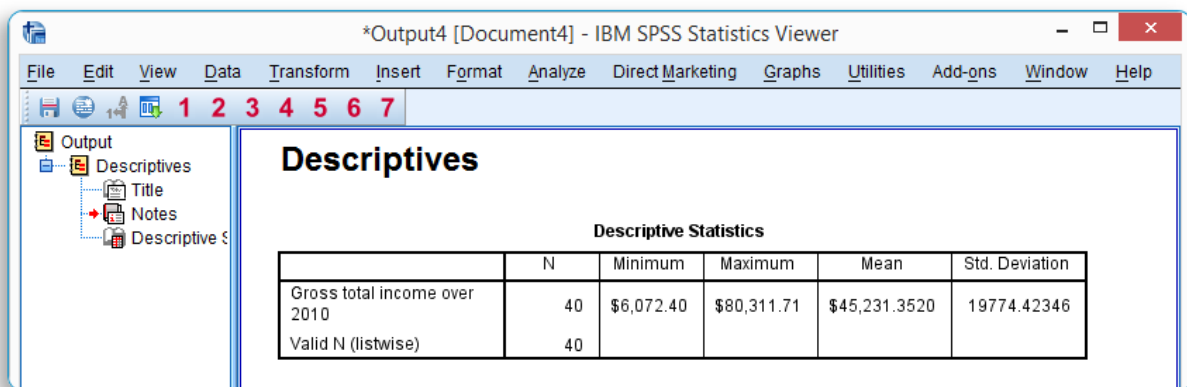 *Output4 [Document4] - IBM SPSS Statistics Viewer
File Edit View Data Transform Insert Format Analyze Direct Marketing Graphs Utilities Add-ons Window Help
1 2 3 4 5 6 7
Output
Descriptives
Title
Notes
Descriptive S
Descriptives
Descriptive Statistics
N Minimum Maximum Mean Std. Deviation
Gross total income over 2010 40 $6,072.40 $80,311.71 $45,231.3520 19774.42346
Valid N (listwise) 40